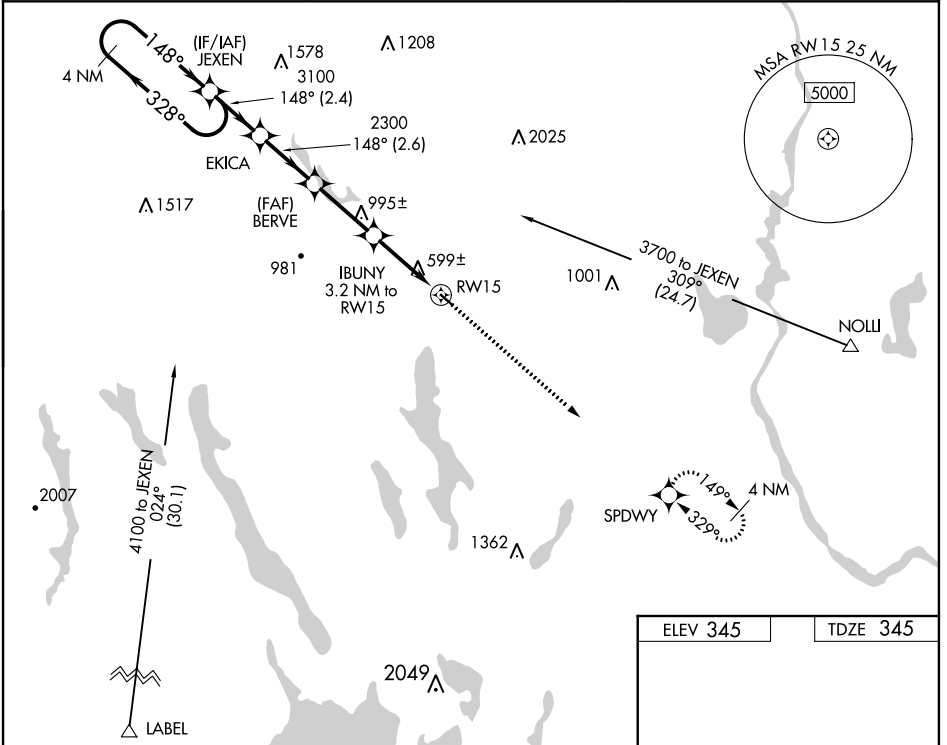 148°
4 NM
328°
(IF/IAF)
JEXEN
1578
3100
148° (2.4)
1208
2300
148° (2.6)
EKICA
2025
MSA RW 15 25 NM
5000
1517
(FAF)
BERVE
995±
981
IBUNY
3.2 NM to
RW15
599±
RW15
3700 to JEXEN
309°
(24.7)
1001
NOLLI
4100 to JEXEN
024°
(30.1)
2007
SPDWY
149°
329°
4 NM
1362
2049
LABEL
ELEV 345
TDZE 345